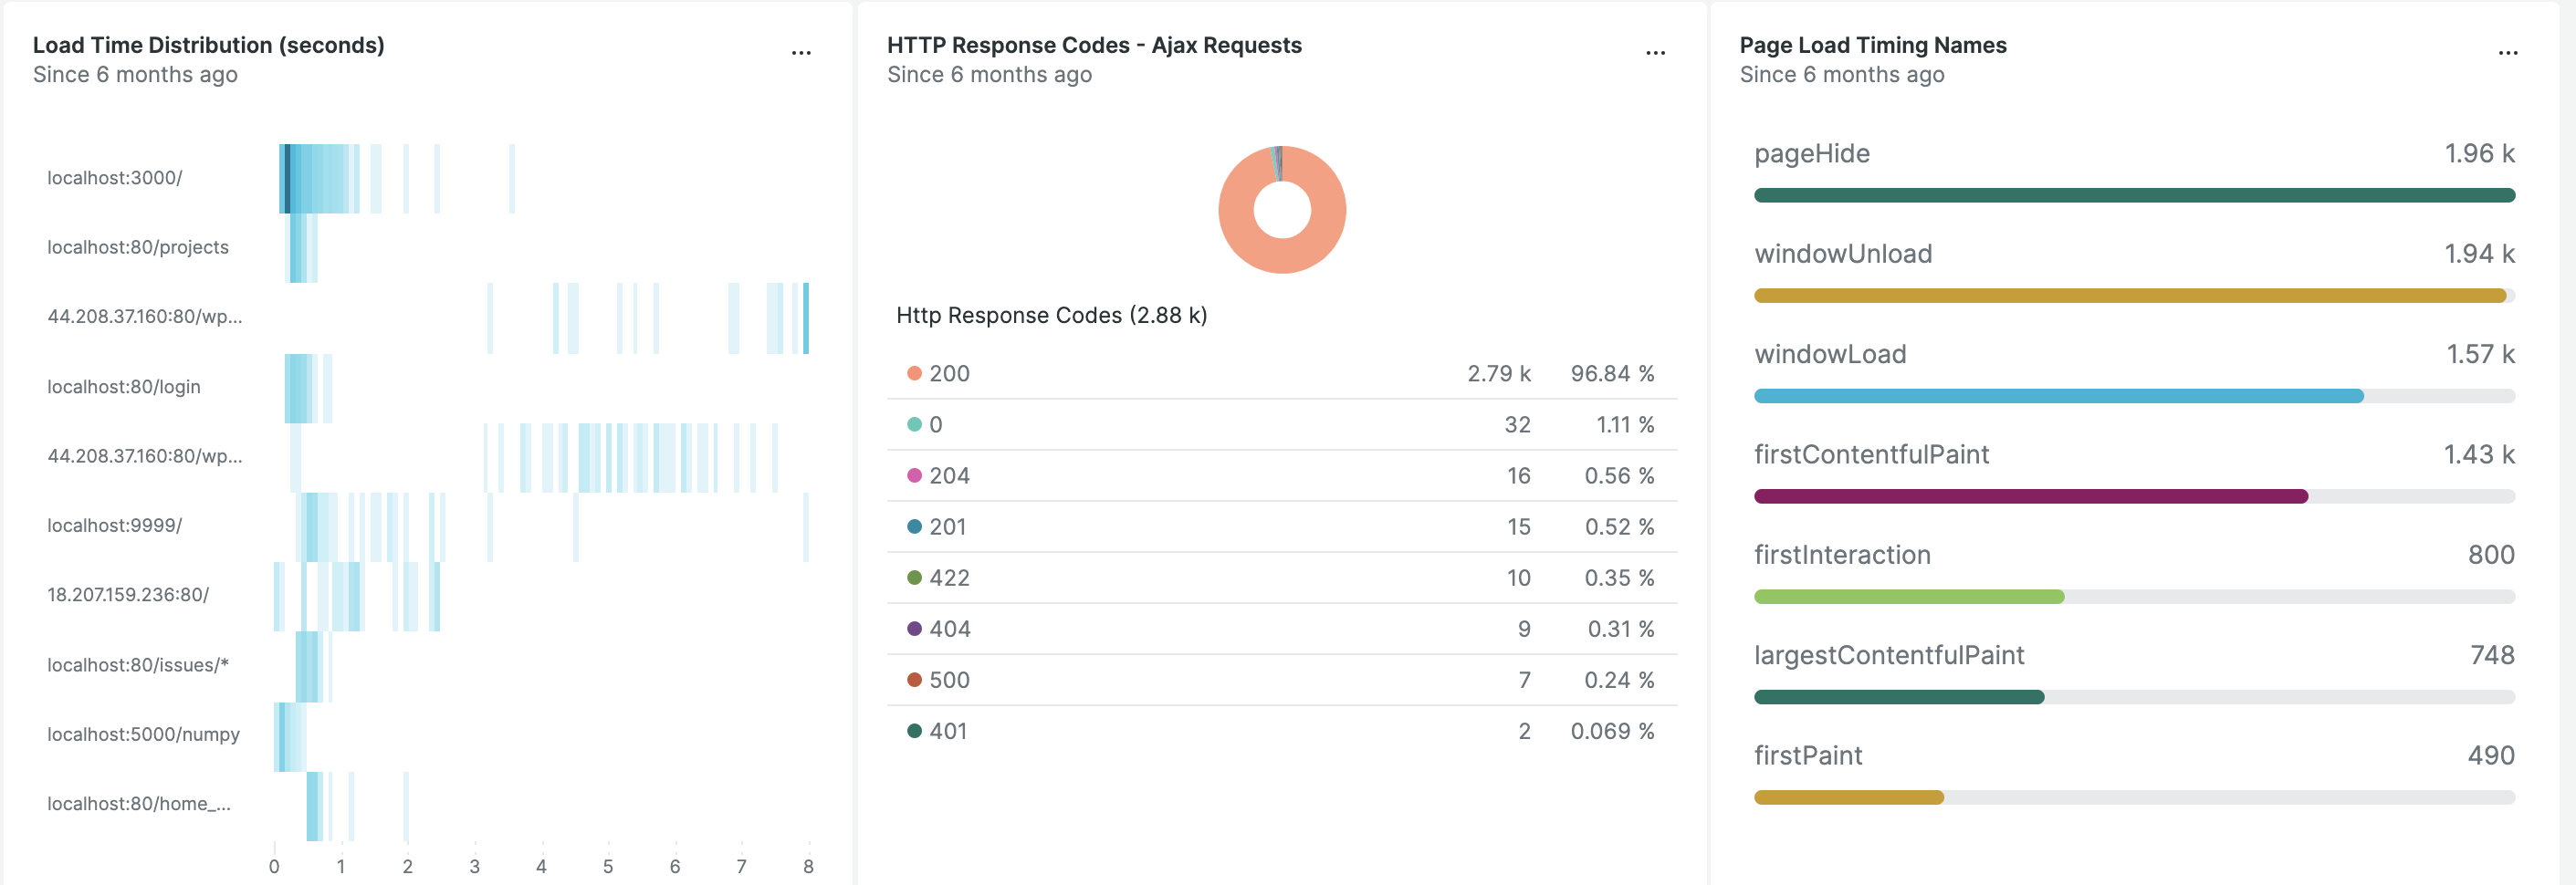 Load Time Distribution (seconds)
...
Since 6 months ago
localhost:3000/
localhost:80/projects
44.208.37.160:80/wp...
localhost:80/login
44.208.37.160:80/wp...
localhost:9999/
18.207.159.236:80/
localhost:80/issues/*
localhost:5000/numpy
localhost:80/home_...
0 1 2 3 4 5 6 7 8
HTTP Response Codes - Ajax Requests
...
Since 6 months ago
Http Response Codes (2.88 k)
200 2.79 k 96.84 %
0 32 1.11 %
204 16 0.56 %
201 15 0.52 %
422 10 0.35 %
404 9 0.31 %
500 7 0.24 %
401 2 0.069 %
Page Load Timing Names
...
Since 6 months ago
pageHide 1.96 k
windowUnload 1.94 k
windowLoad 1.57 k
firstContentfulPaint 1.43 k
firstInteraction 800
largestContentfulPaint 748
firstPaint 490